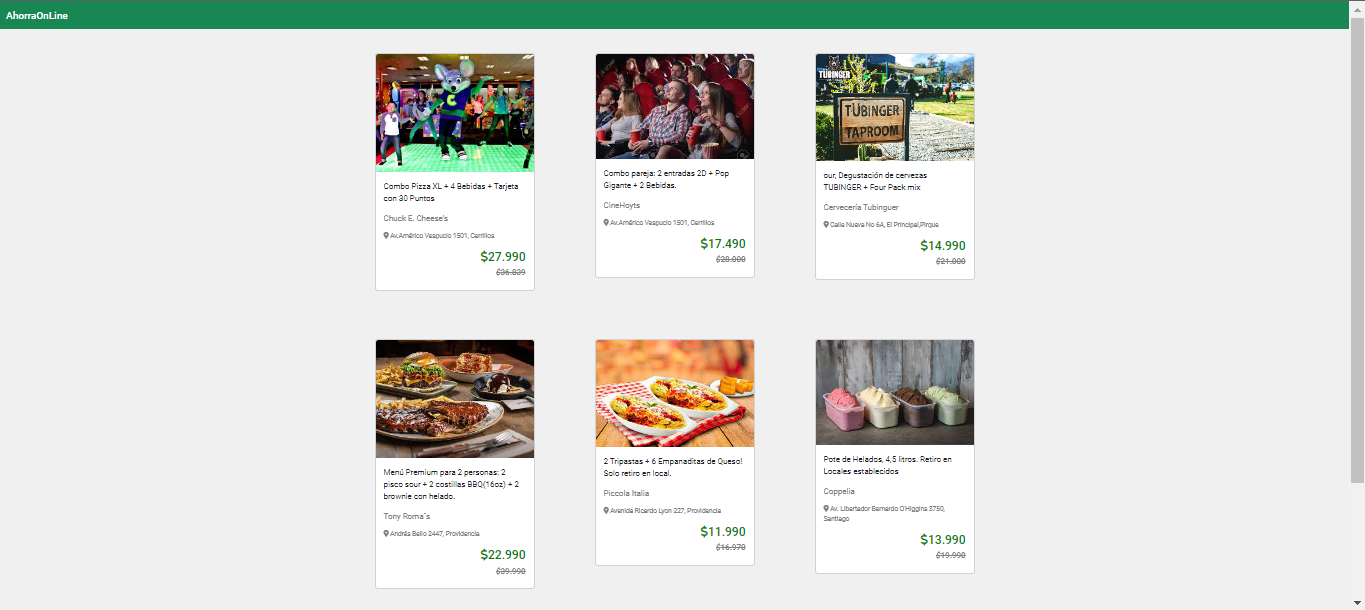 AhorraOnLine
Combo Pizza XL + 4 Bebidas + Tarjeta
con 30 Puntos
Chuck E. Cheese's
Av.Américo Vespucio 1501, Cerrillos
$27.990
$36.839
Combo pareja: 2 entradas 2D + Pop
Gigante + 2 Bebidas.
CineHoyts
Av.Américo Vespucio 1501, Cerrillos
$17.490
$28.000
TÜBINGER
TÜBINGER
TAPROOM
our, Degustación de cervezas
TUBINGER + Four Pack mix
Cervecería Tubinguer
Calle Nueva No 6A, El Principal,Pirque
$14.990
$21.000
Menú Premium para 2 personas: 2
pisco sour + 2 costillas BBQ(16oz) + 2
brownie con helado.
Tony Roma`s
Andrés Bello 2447, Providencia
$22.990
$39.990
2 Tripastas + 6 Empanaditas de Queso!
Solo retiro en local.
Piccola Italia
Avenida Ricardo Lyon 227, Providencia
$11.990
$16.970
Pote de Helados, 4,5 litros. Retiro en
Locales establecidos
Coppelia
Av. Libertador Bernardo O'Higgins 3750,
Santiago
$13.990
$19.990